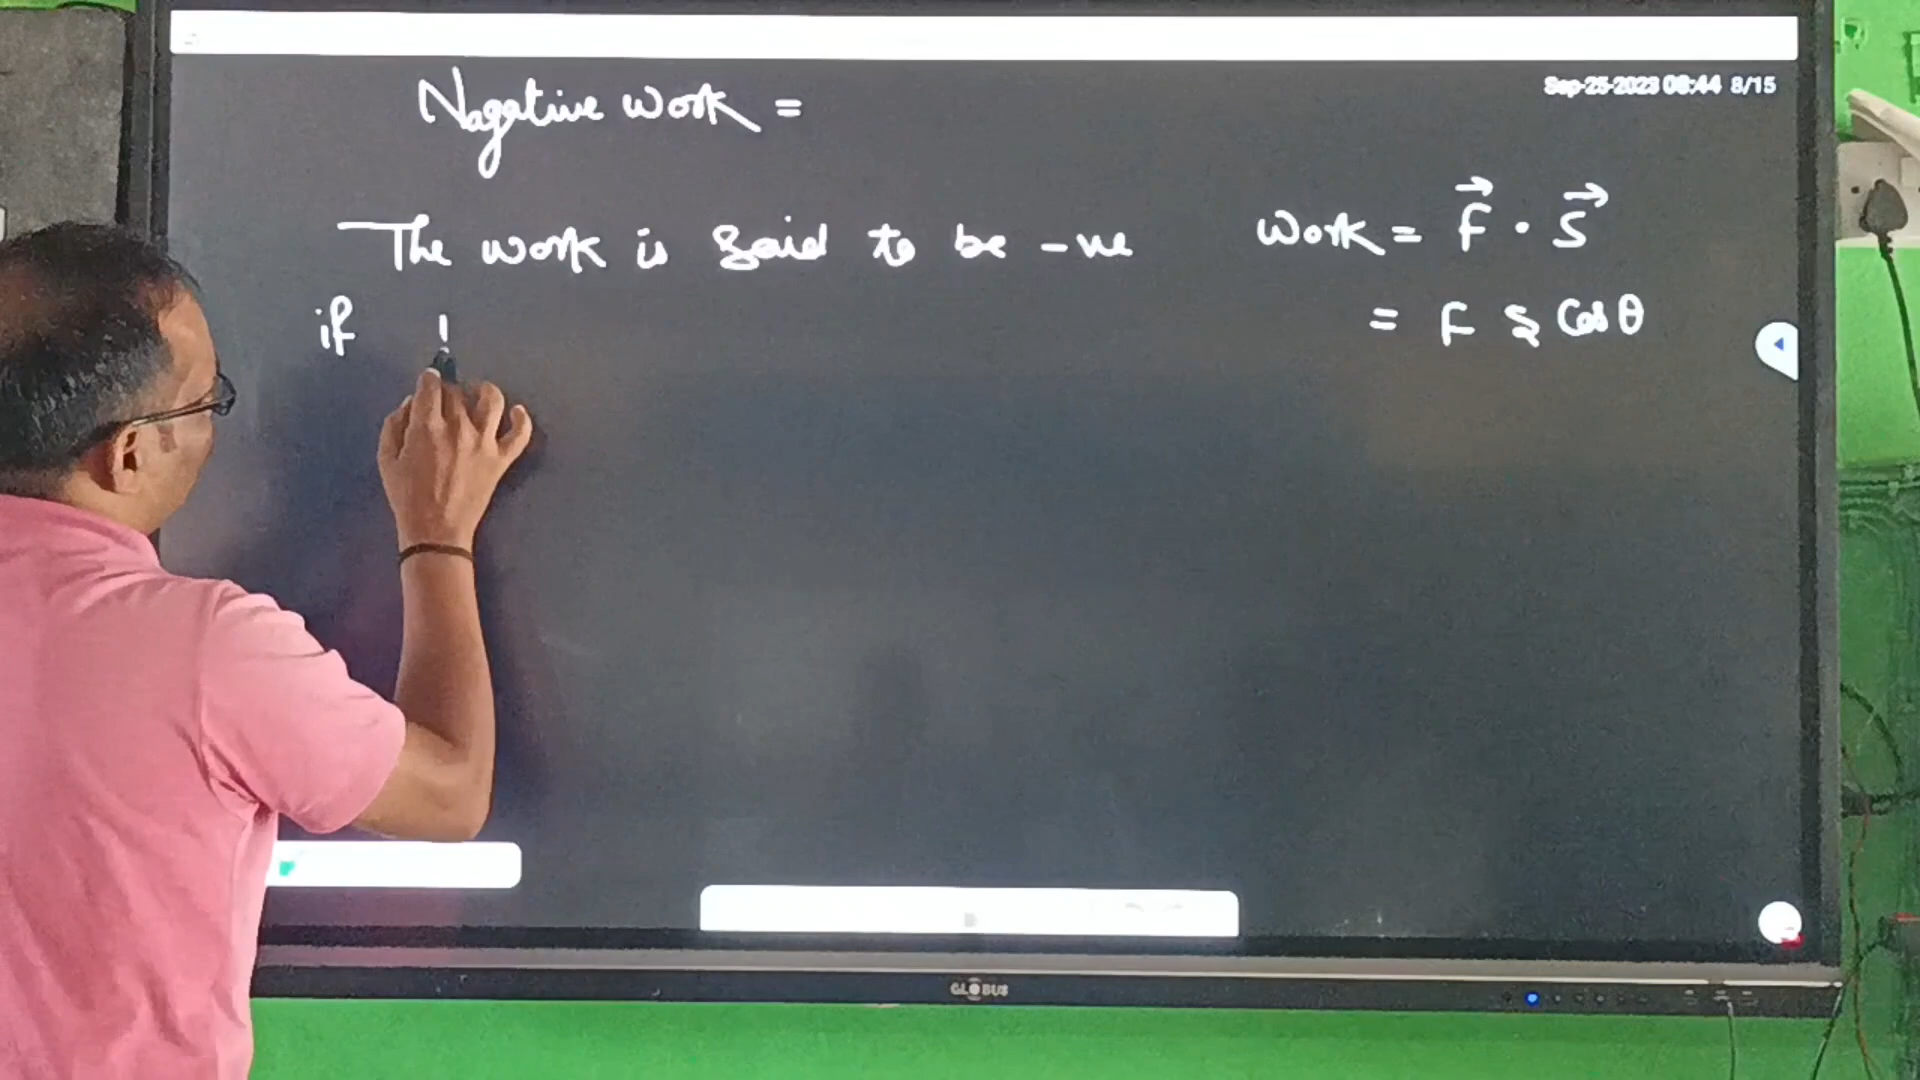 Nagative work =
Sep-25-2023 08:44 8/15
The work is said to be -ve
if
work = F⃗ · S⃗
= F S Cos θ
GLOBUS